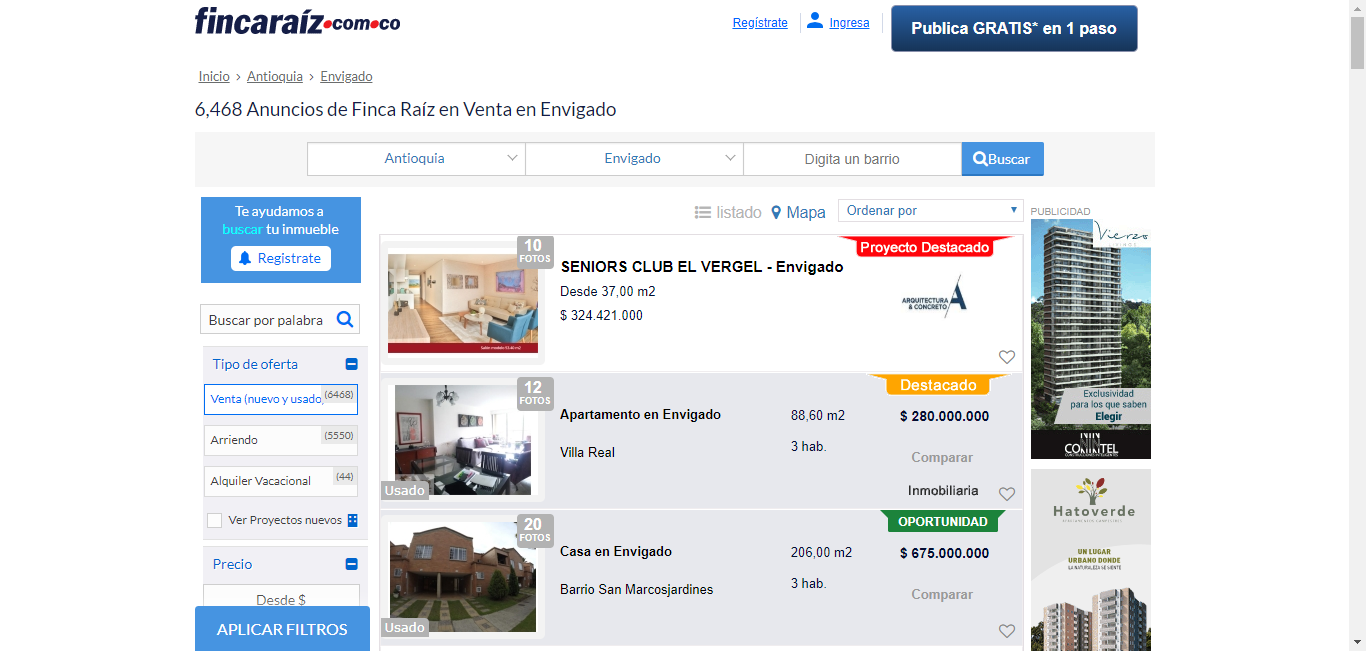 fincaraíz.com.co
Regístrate
Ingresa
Publica GRATIS* en 1 paso
Inicio › Antioquia › Envigado
6,468 Anuncios de Finca Raíz en Venta en Envigado
Antioquia
Envigado
Digita un barrio
Buscar
Te ayudamos a
buscar tu inmueble
Registrate
listado
Mapa
Ordenar por
PUBLICIDAD
Buscar por palabra
Tipo de oferta
Venta (nuevo y usado)
(6468)
Arriendo
(5550)
Alquiler Vacacional
(44)
Ver Proyectos nuevos
Precio
Desde $
APLICAR FILTROS
10
FOTOS
SENIORS CLUB EL VERGEL - Envigado
Desde 37,00 m2
$ 324.421.000
Proyecto Destacado
ARQUITECTURA
& CONCRETO
12
FOTOS
Usado
Apartamento en Envigado
Villa Real
88,60 m2
3 hab.
Destacado
$ 280.000.000
Comparar
Inmobiliaria
20
FOTOS
Usado
Casa en Envigado
Barrio San Marcosjardines
206,00 m2
3 hab.
OPORTUNIDAD
$ 675.000.000
Comparar
Vierzo
Exclusividad
para los que saben
Elegir
CONINTEL
CONSTRUCCIONES INTELIGENTES
Hatoverde
UN LUGAR
URBANO DONDE
LA NATURALEZA SE SIENTE